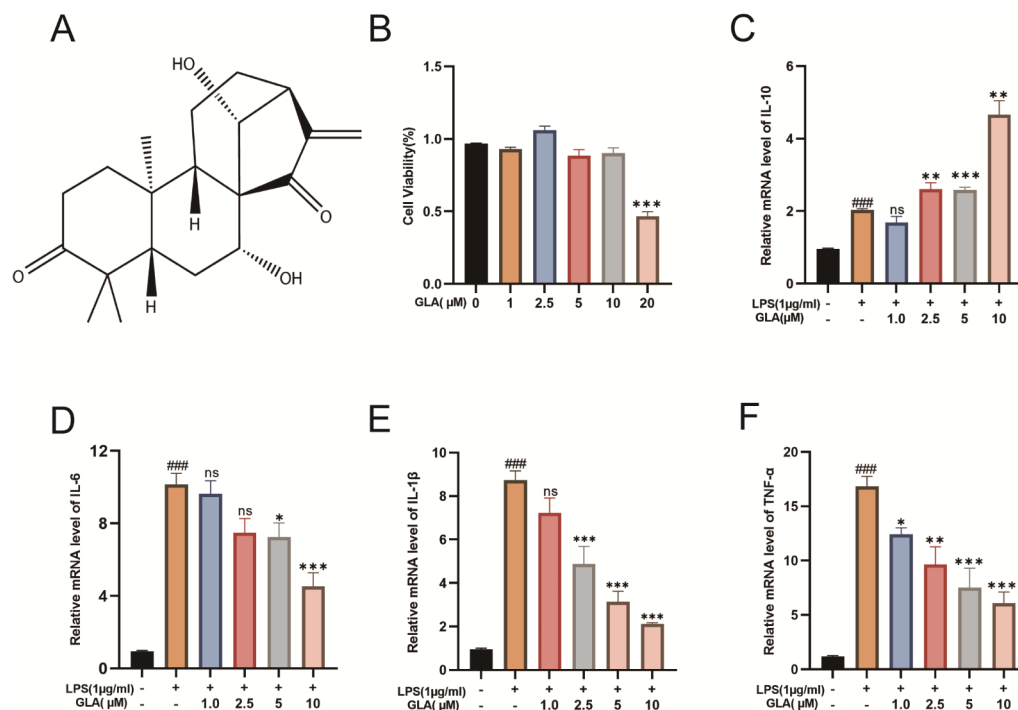 A
HO
H
H
O
O
OH
B
Cell Viability(%)
1.5
1.0
0.5
0.0
***
GLA( µM) 0 1 2.5 5 10 20
C
Relative mRNA level of IL-10
6
4
2
0
### ns ** *** **
LPS(1µg/ml) - + + + + +
GLA(µM) - - 1.0 2.5 5 10
D
Relative mRNA level of IL-6
12
9
6
3
0
### ns ns * ***
LPS(1µg/ml) - + + + + +
GLA( µM) - - 1.0 2.5 5 10
E
Relative mRNA level of IL-1β
10
8
6
4
2
0
### ns *** *** ***
LPS(1µg/ml) - + + + + +
GLA( µM) - - 1.0 2.5 5 10
F
Relative mRNA level of TNF-α
20
15
10
5
0
### * ** *** ***
LPS(1µg/ml) - + + + + +
GLA( µM) - - 1.0 2.5 5 10